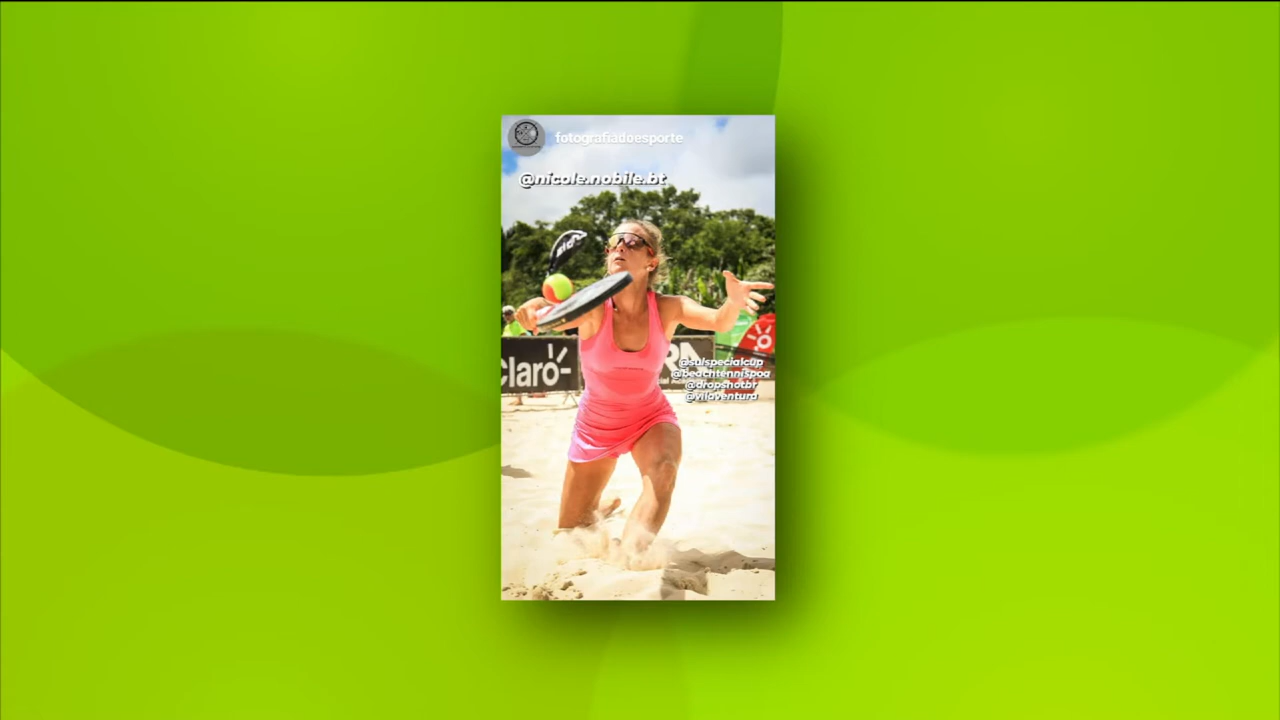 fotografiadoesporte
@nicole.nobile.bt
Claro
@sulspecialcup
@beachtennispoa
@dropshotbr
@vilaventura